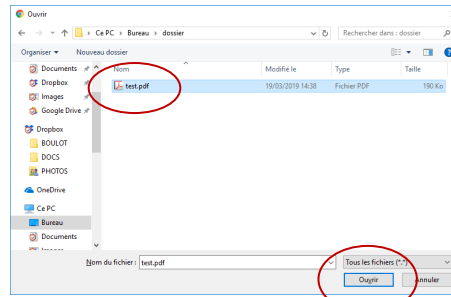 Ouvrir
Ce PC > Bureau > dossier
Rechercher dans : dossier
Organiser
Nouveau dossier
Nom
Modifié le
Type
Taille
Documents
Dropbox
Images
Google Drive
Dropbox
BOULOT
DOCS
PHOTOS
OneDrive
Ce PC
Bureau
Documents
test.pdf
19/03/2019 14:38
Fichier PDF
190 Ko
Nom du fichier :
test.pdf
Tous les fichiers (*.*)
Ouvrir
Annuler